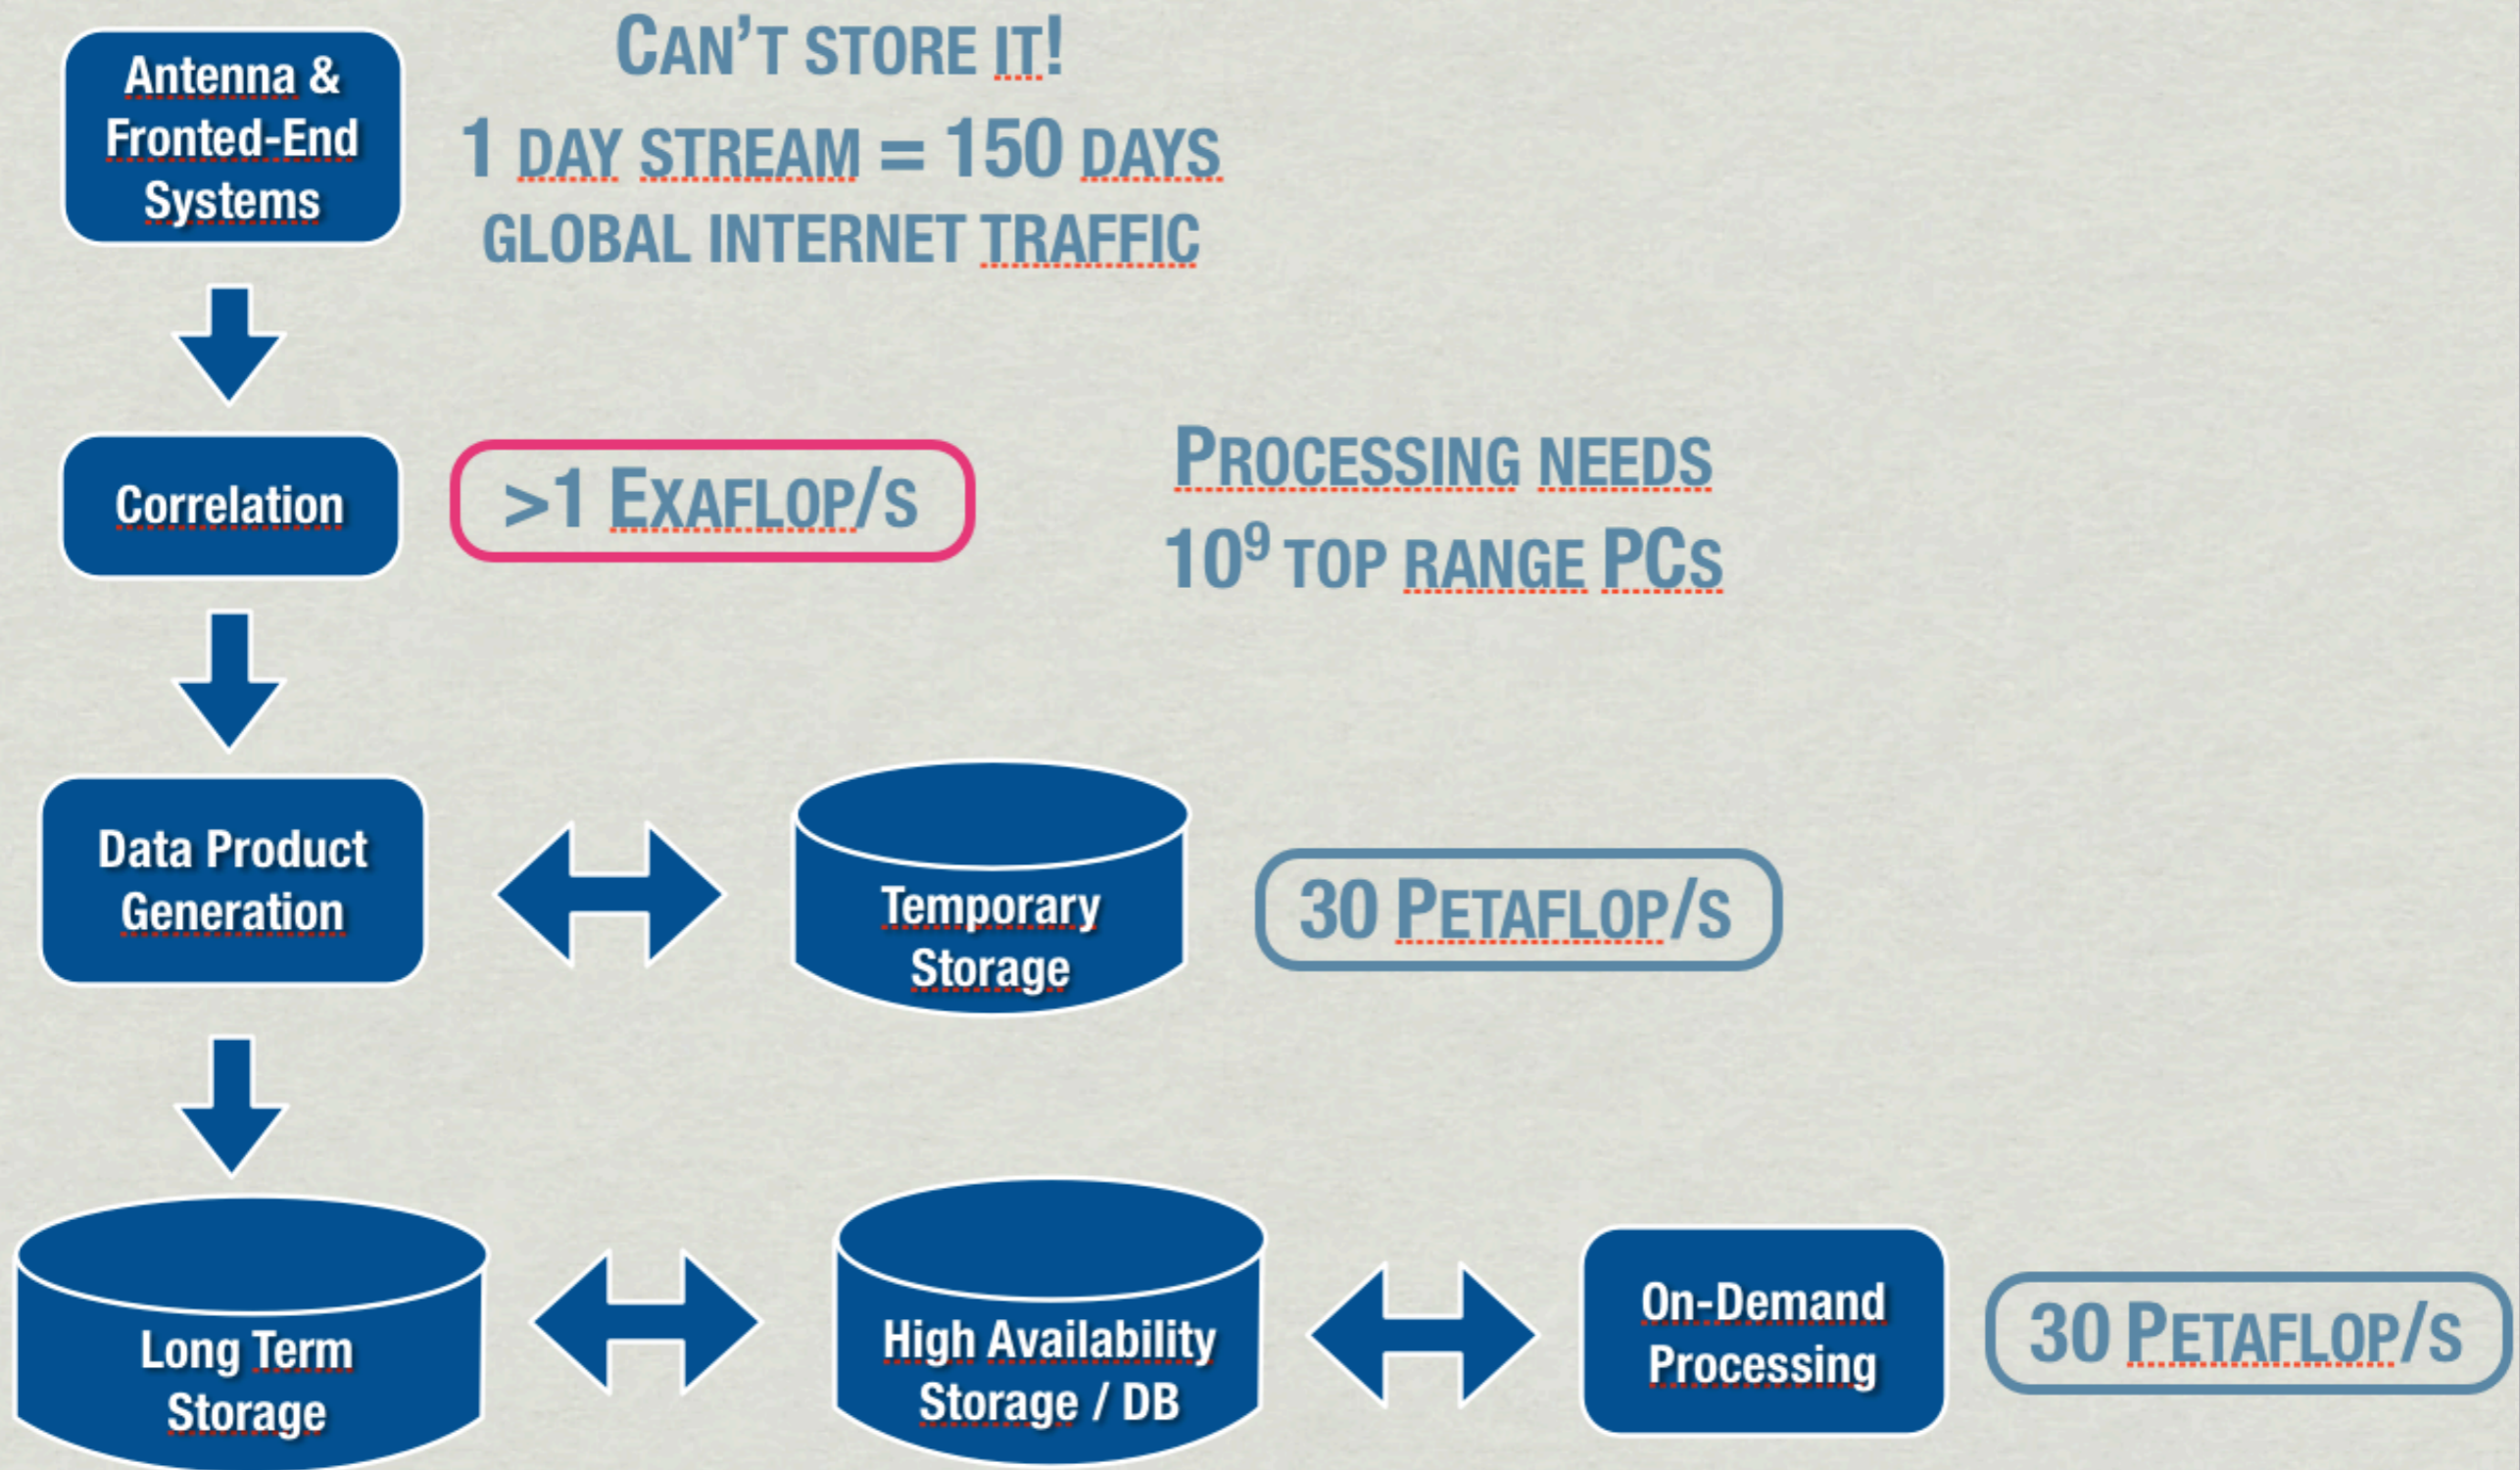 Antenna &
Fronted-End
Systems
CAN'T STORE IT!
1 DAY STREAM = 150 DAYS
GLOBAL INTERNET TRAFFIC
Correlation
>1 EXAFLOP/S
PROCESSING NEEDS
10⁹ TOP RANGE PCS
Data Product
Generation
Temporary
Storage
30 PETAFLOP/S
Long Term
Storage
High Availability
Storage / DB
On-Demand
Processing
30 PETAFLOP/S